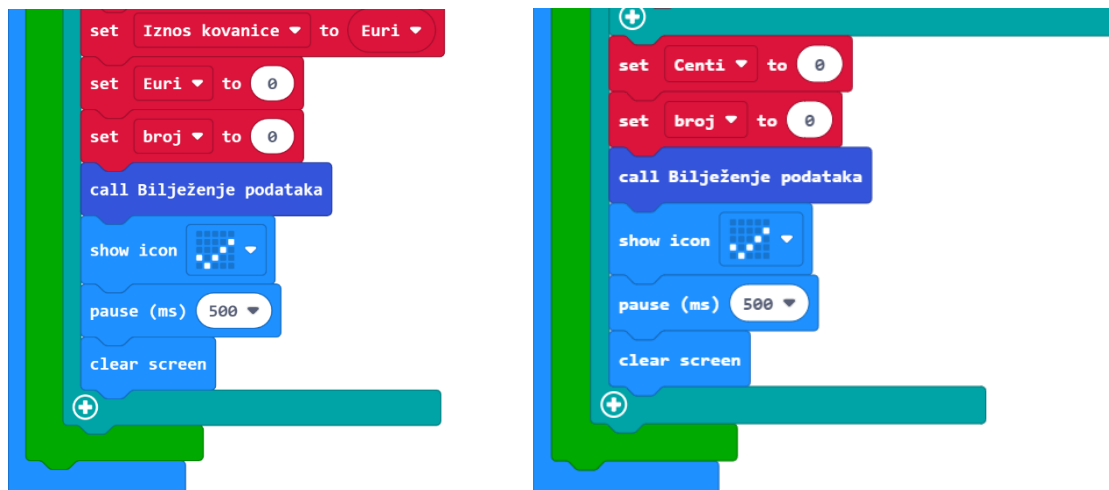 set Iznos kovanice to Euri
set Euri to 0
set broj to 0
call Bilježenje podataka
show icon
pause (ms) 500
clear screen
set Centi to 0
set broj to 0
call Bilježenje podataka
show icon
pause (ms) 500
clear screen